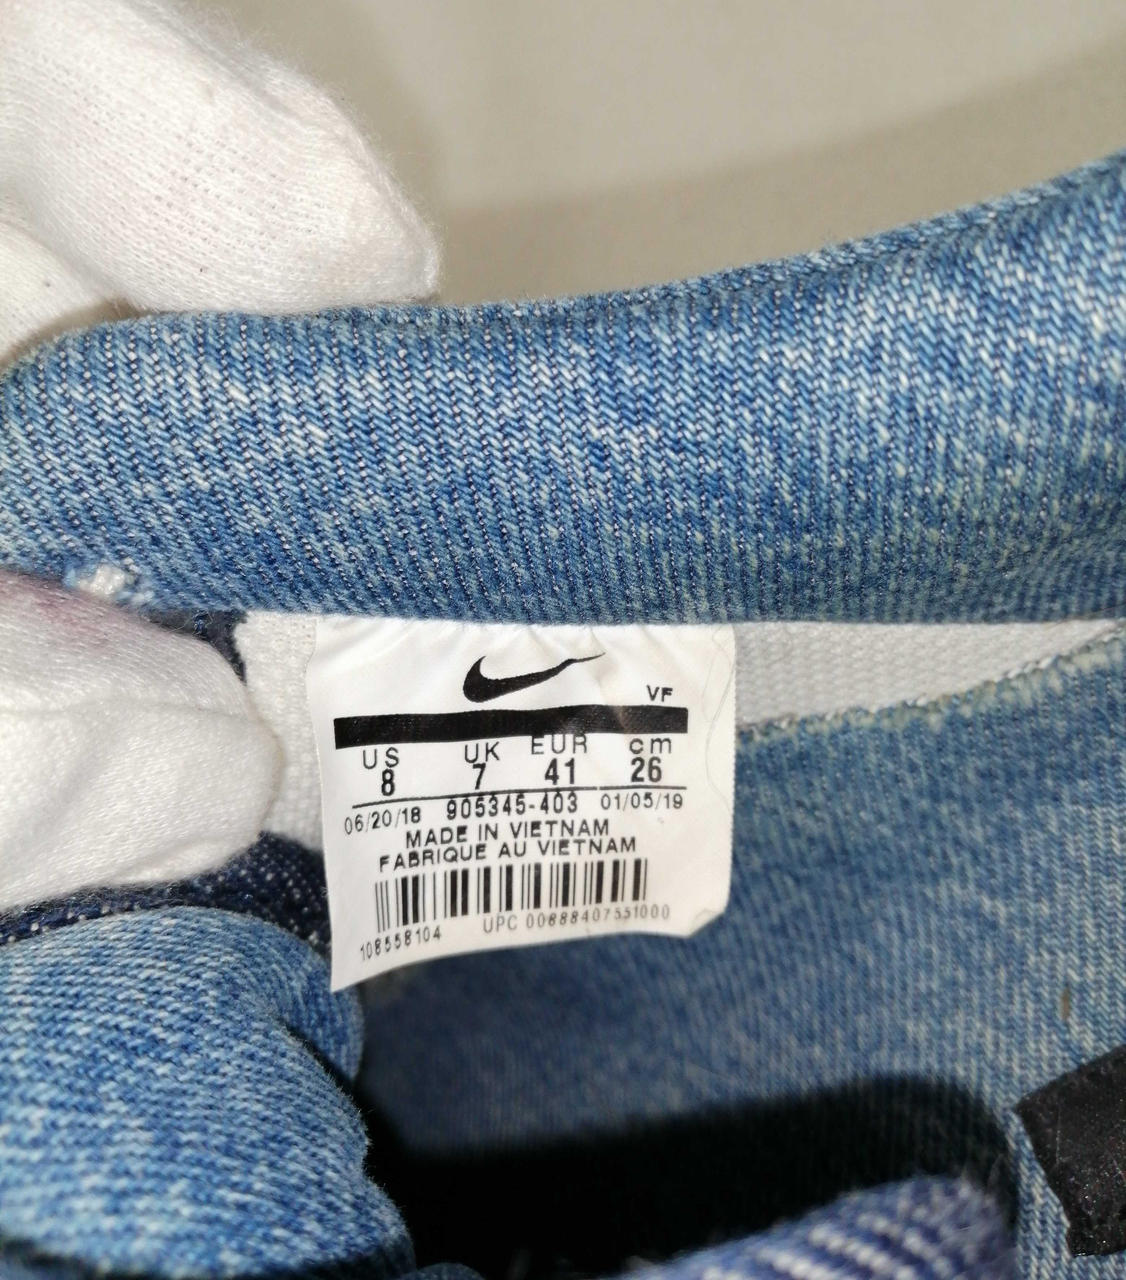 VF
US UK EUR cm
8 7 41 26
06/20/18 905345-403 01/05/19
MADE IN VIETNAM
FABRIQUE AU VIETNAM
108558104 UPC 00888407551000